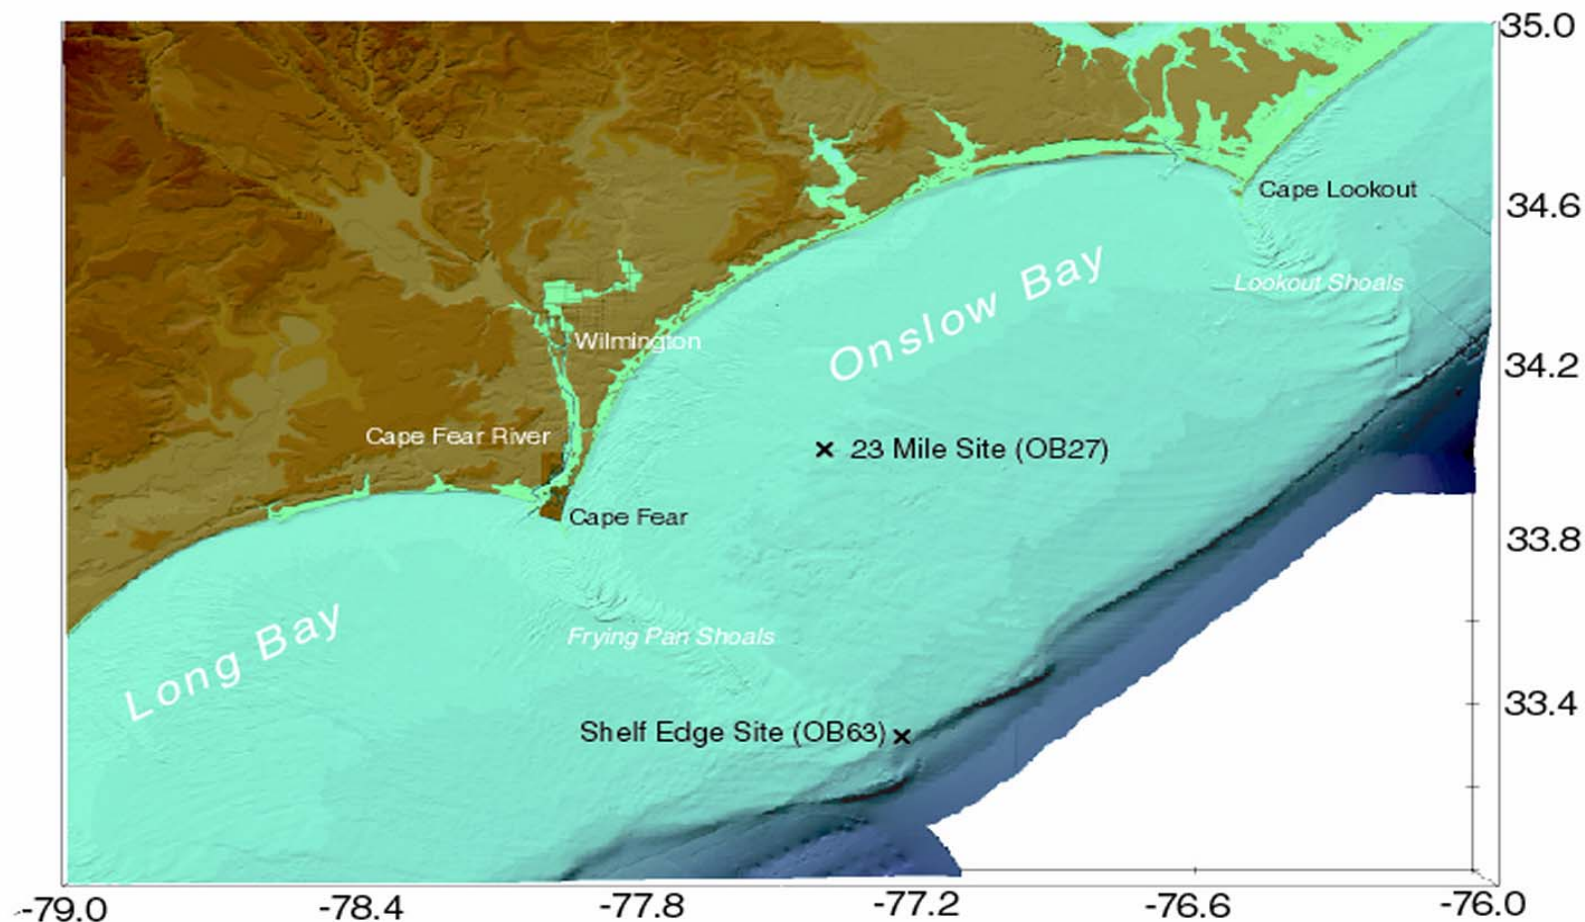 35.0
Cape Lookout
34.6
Onslow Bay
Lookout Shoals
Wilmington
34.2
Cape Fear River
23 Mile Site (OB27)
Cape Fear
33.8
Long Bay
Frying Pan Shoals
33.4
Shelf Edge Site (OB63)
-79.0 -78.4 -77.8 -77.2 -76.6 -76.0